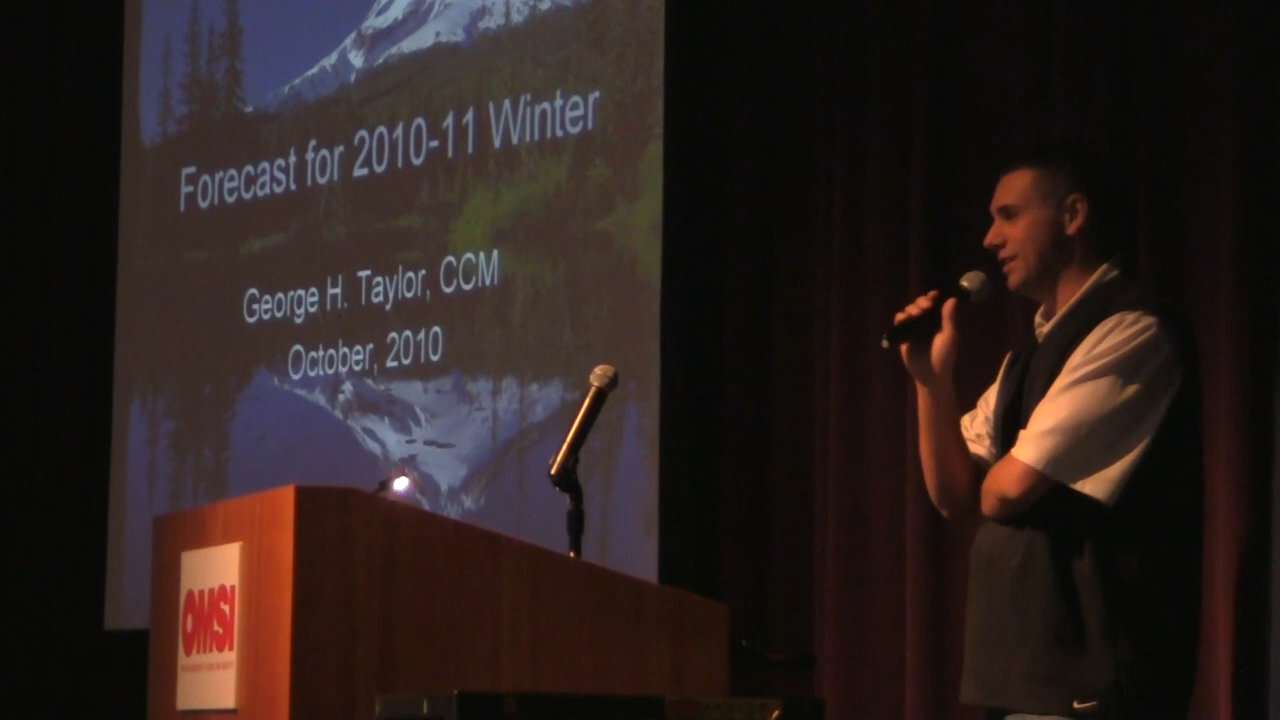 Forecast for 2010-11 Winter
George H. Taylor, CCM
October, 2010
OMSI